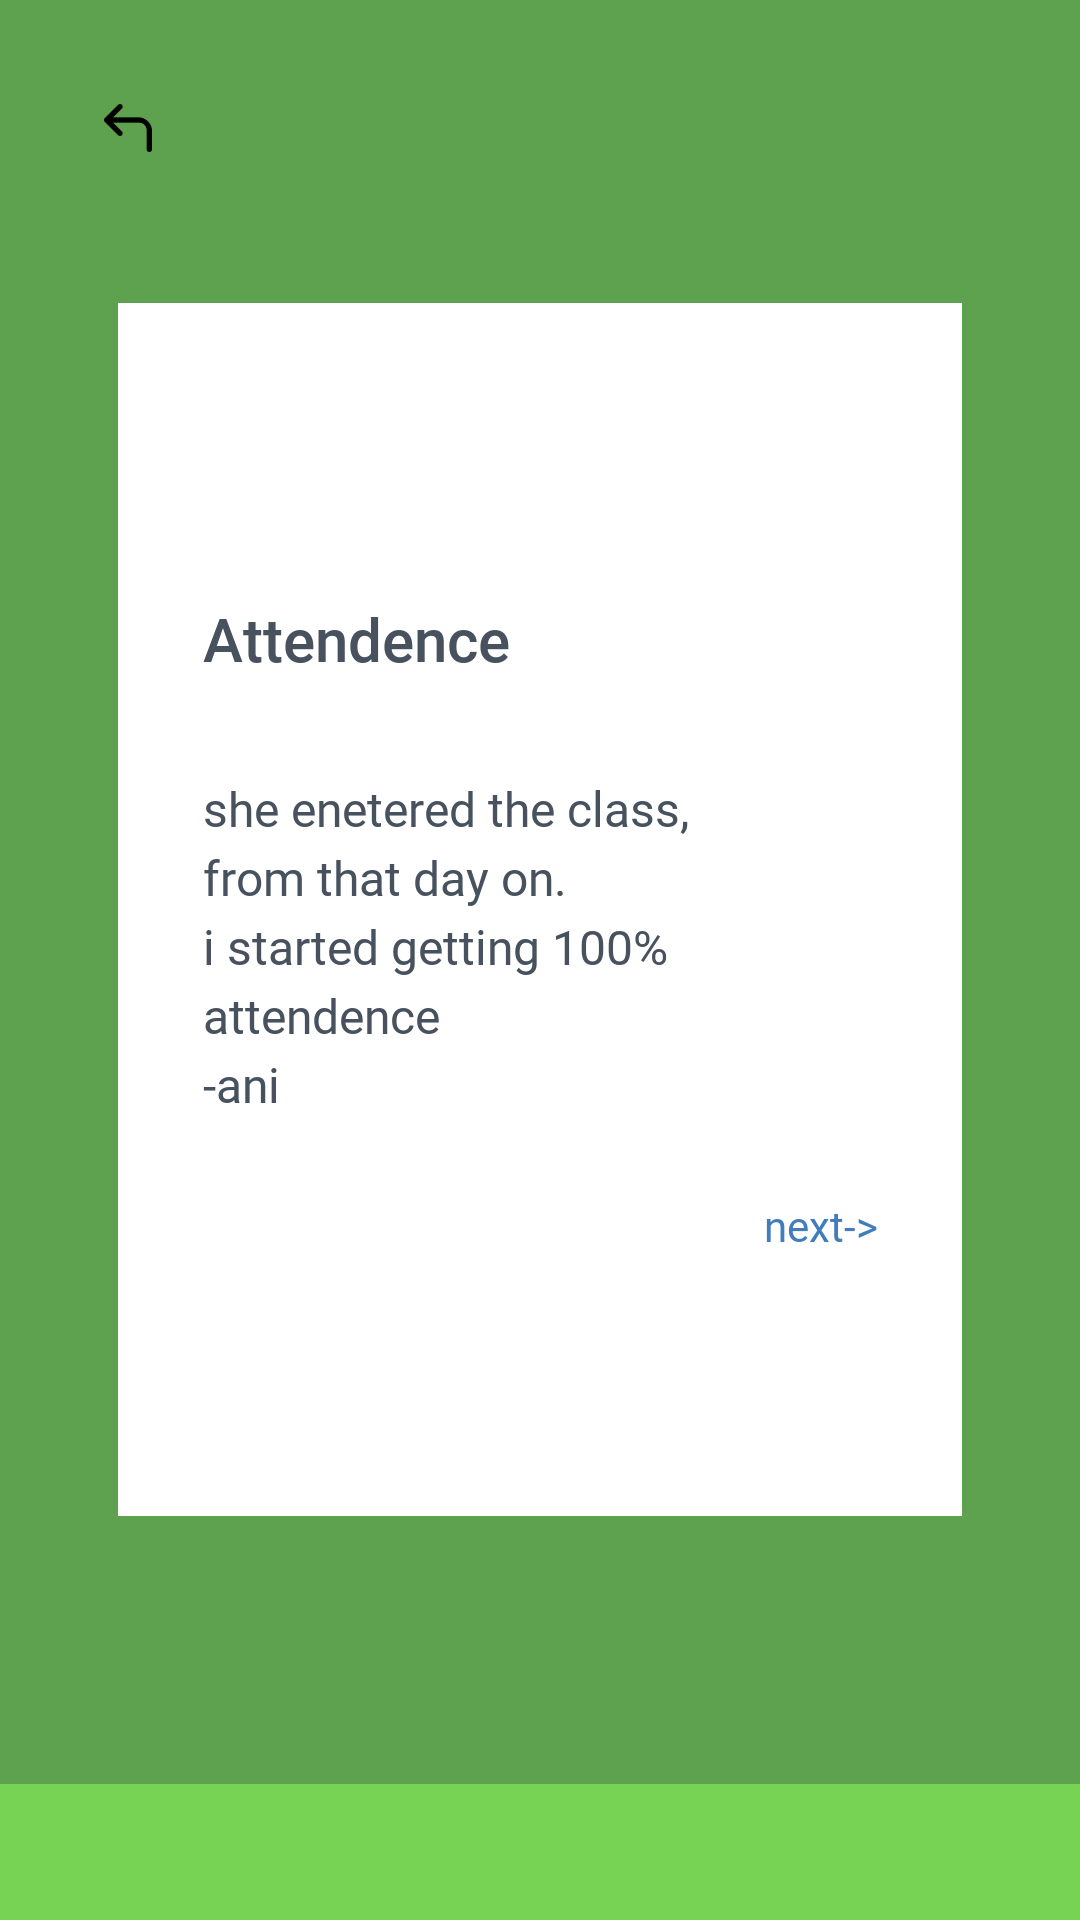 Attendence
she enetered the class,
from that day on.
i started getting 100%
attendence
-ani
next->